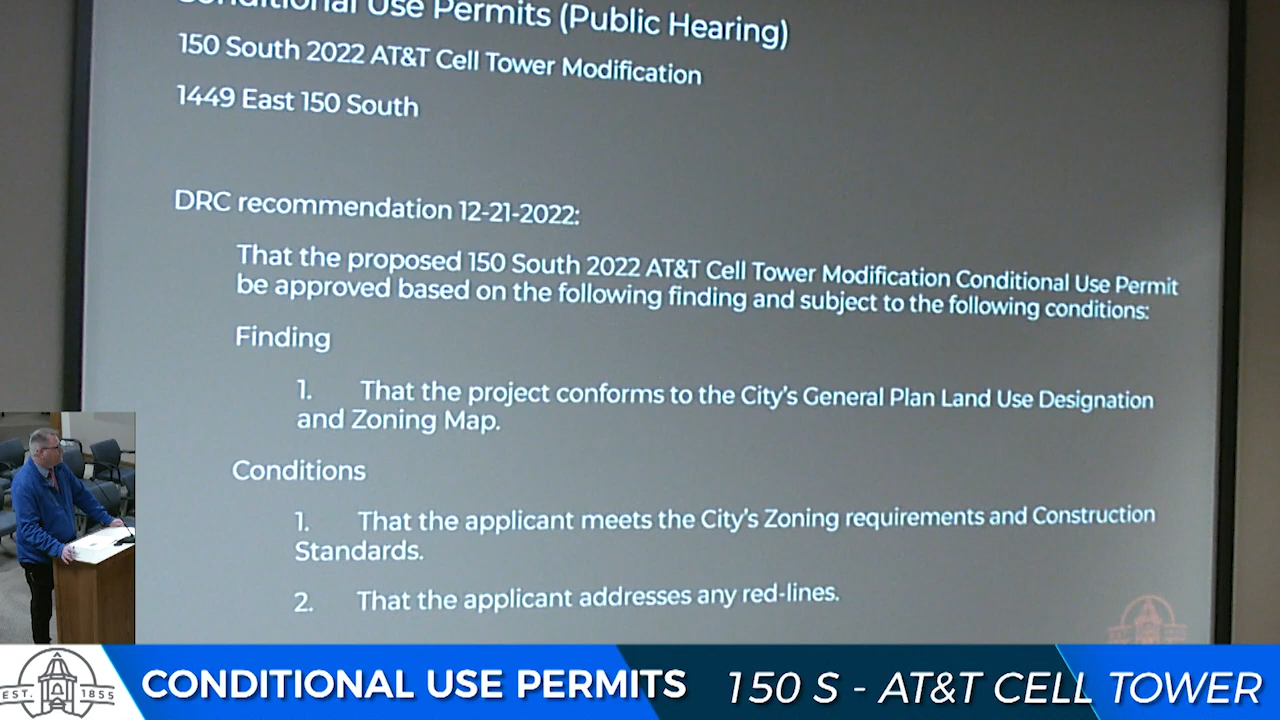 Conditional Use Permits (Public Hearing)
150 South 2022 AT&T Cell Tower Modification
1449 East 150 South
DRC recommendation 12-21-2022:
That the proposed 150 South 2022 AT&T Cell Tower Modification Conditional Use Permit
be approved based on the following finding and subject to the following conditions:
Finding
1. That the project conforms to the City's General Plan Land Use Designation
and Zoning Map.
Conditions
1. That the applicant meets the City's Zoning requirements and Construction
Standards.
2. That the applicant addresses any red-lines.
EST. 1855
CONDITIONAL USE PERMITS
150 S - AT&T CELL TOWER